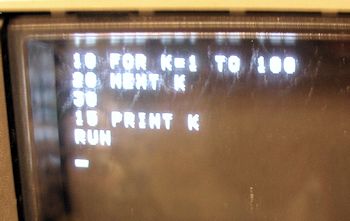 10 FOR K=1 TO 100
20 NEXT K
30
15 PRINT K
RUN